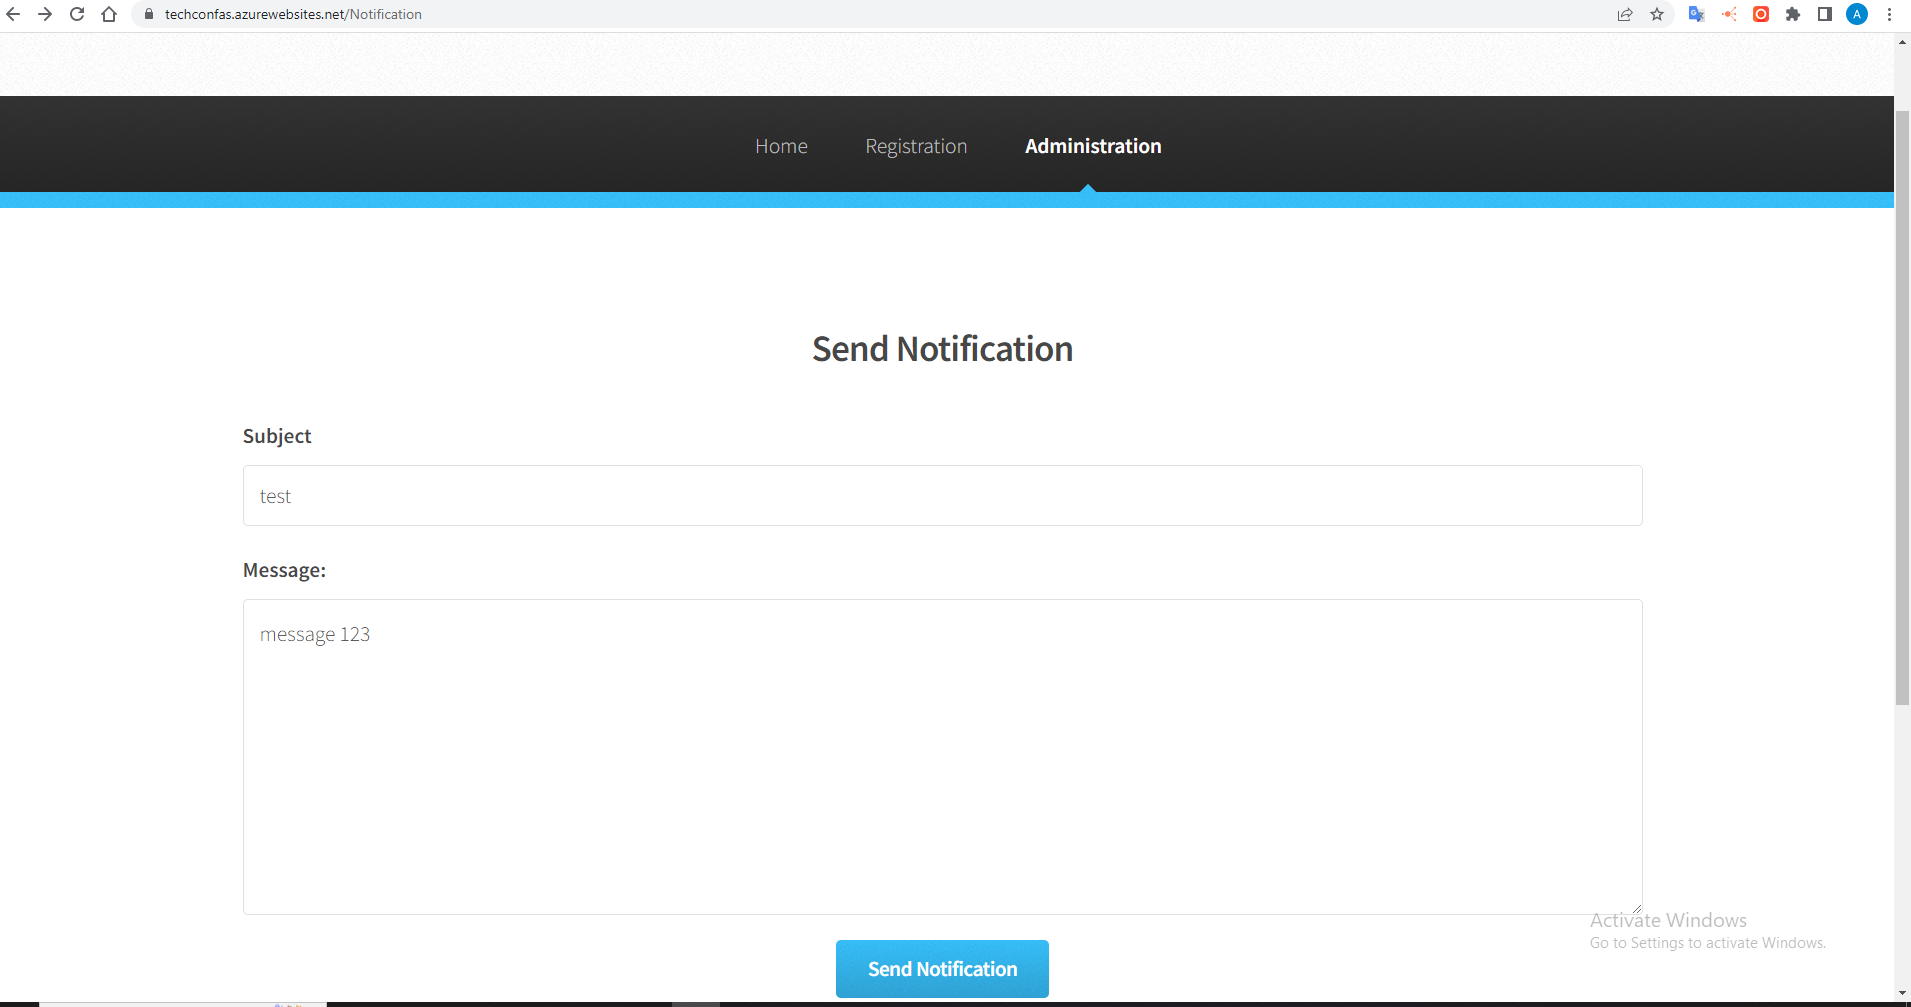 techconfas.azurewebsites.net/Notification
A
Home Registration Administration
Send Notification
Subject
test
Message:
message 123
Activate Windows
Go to Settings to activate Windows.
Send Notification